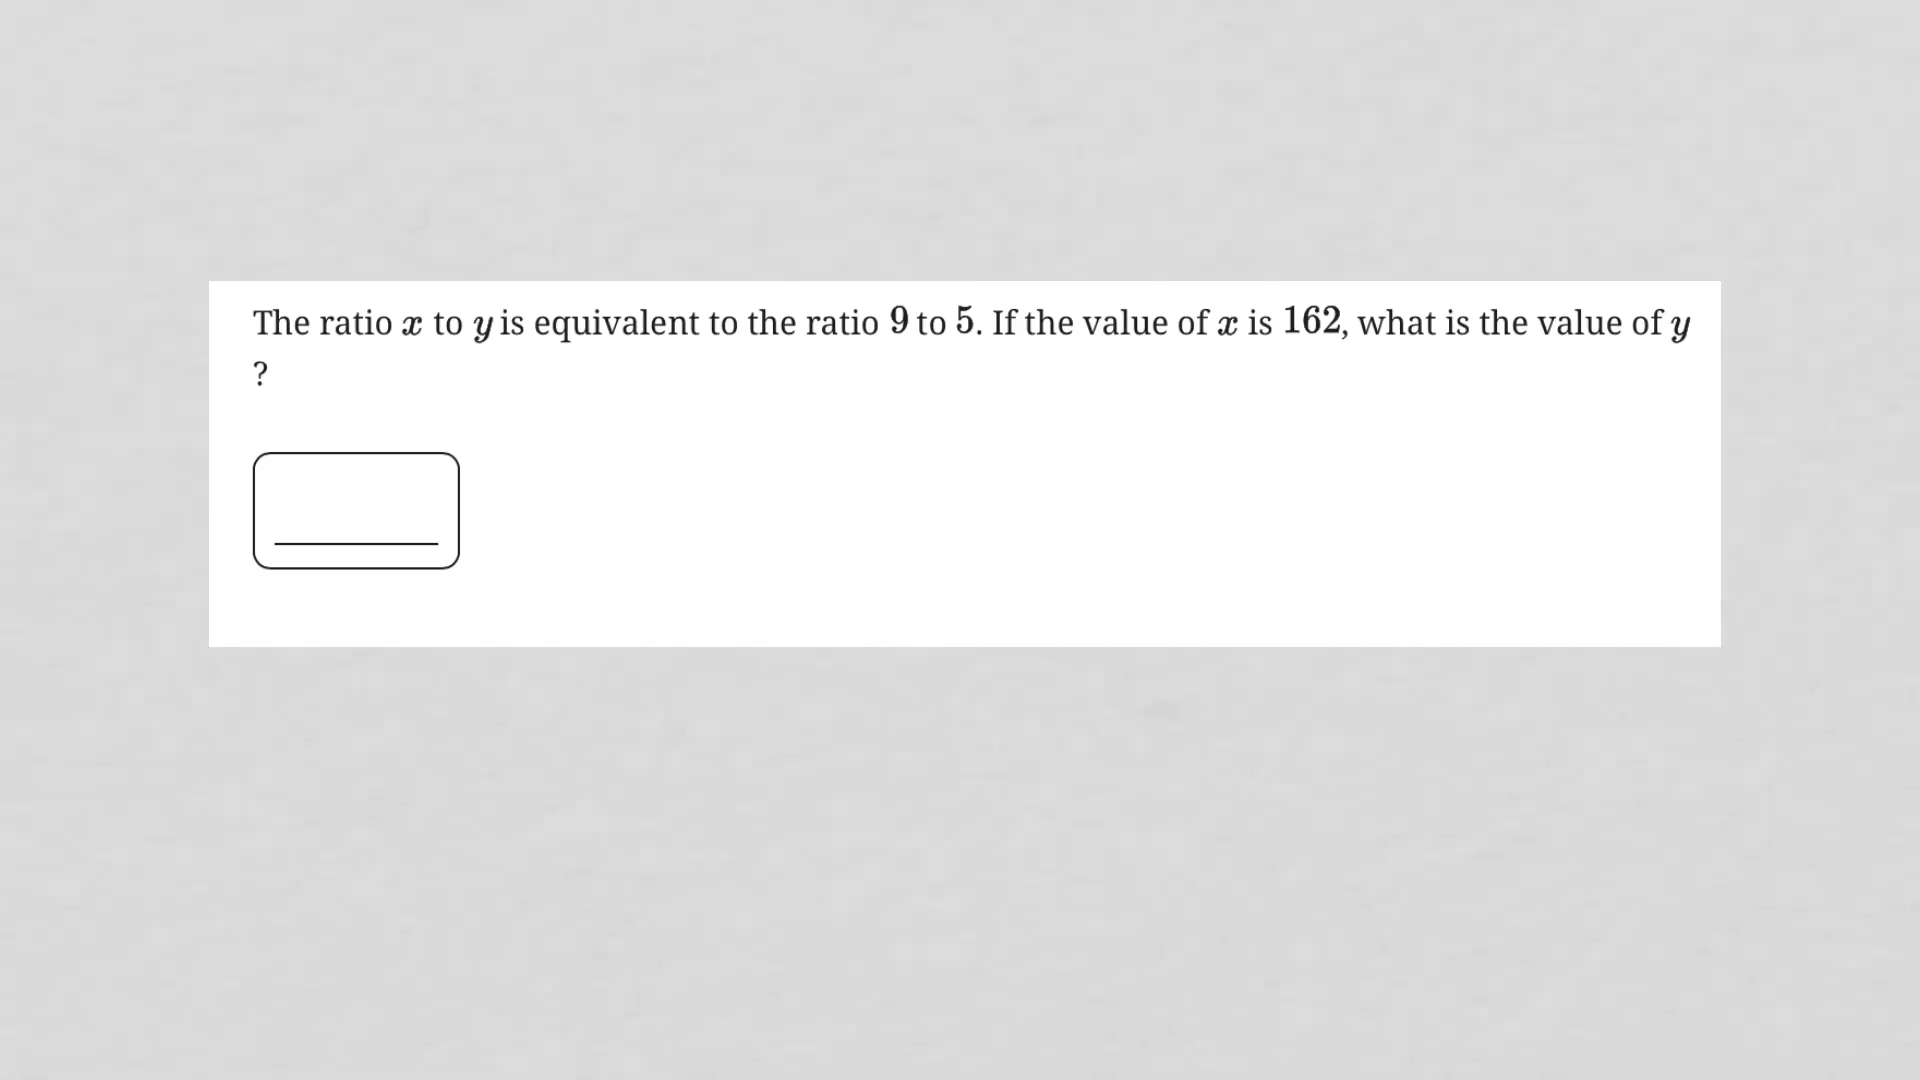 The ratio x to y is equivalent to the ratio 9 to 5. If the value of x is 162, what is the value of y
?